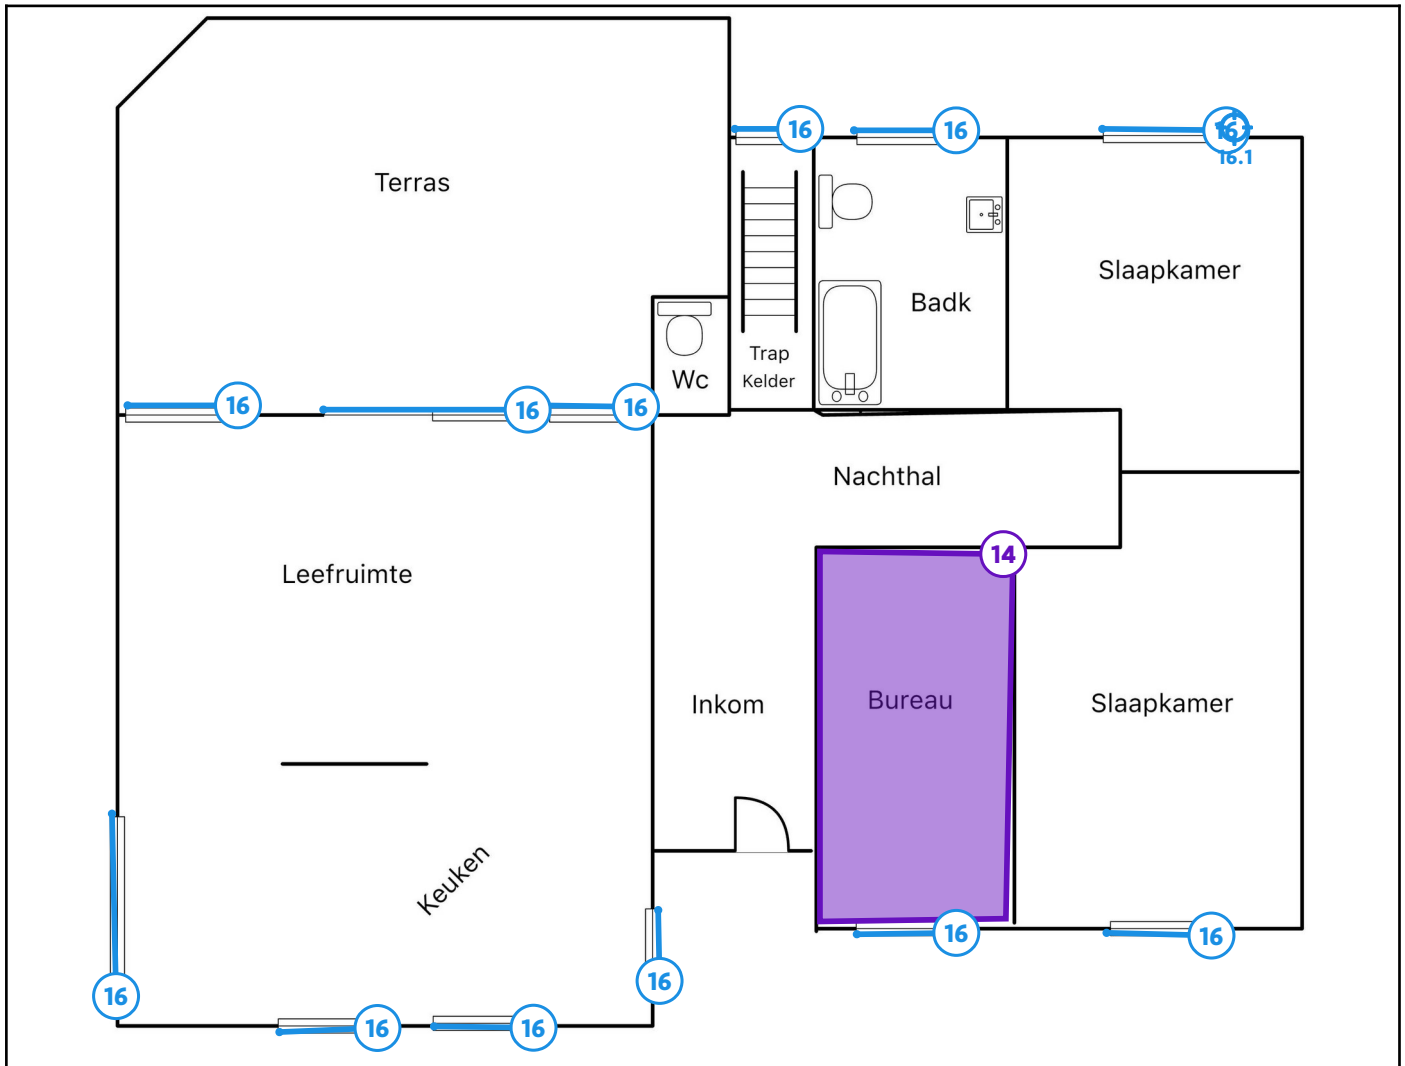 16
16
16
16.1
Terras
Slaapkamer
Badk
Trap
Kelder
Wc
16
16
16
Nachthal
14
Leefruimte
Bureau
Inkom
Slaapkamer
Keuken
16
16
16
16
16
16